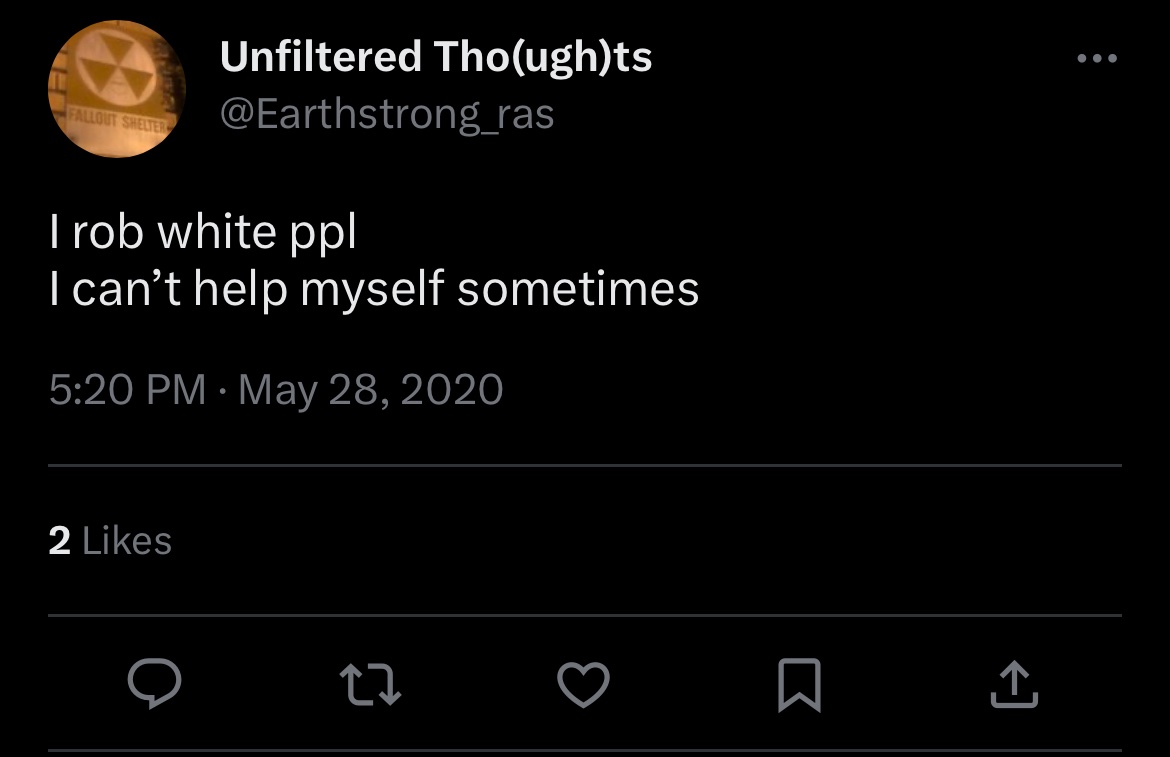 FALLOUT SHELTER
Unfiltered Tho(ugh)ts
@Earthstrong_ras
I rob white ppl
I can’t help myself sometimes
5:20 PM · May 28, 2020
2 Likes